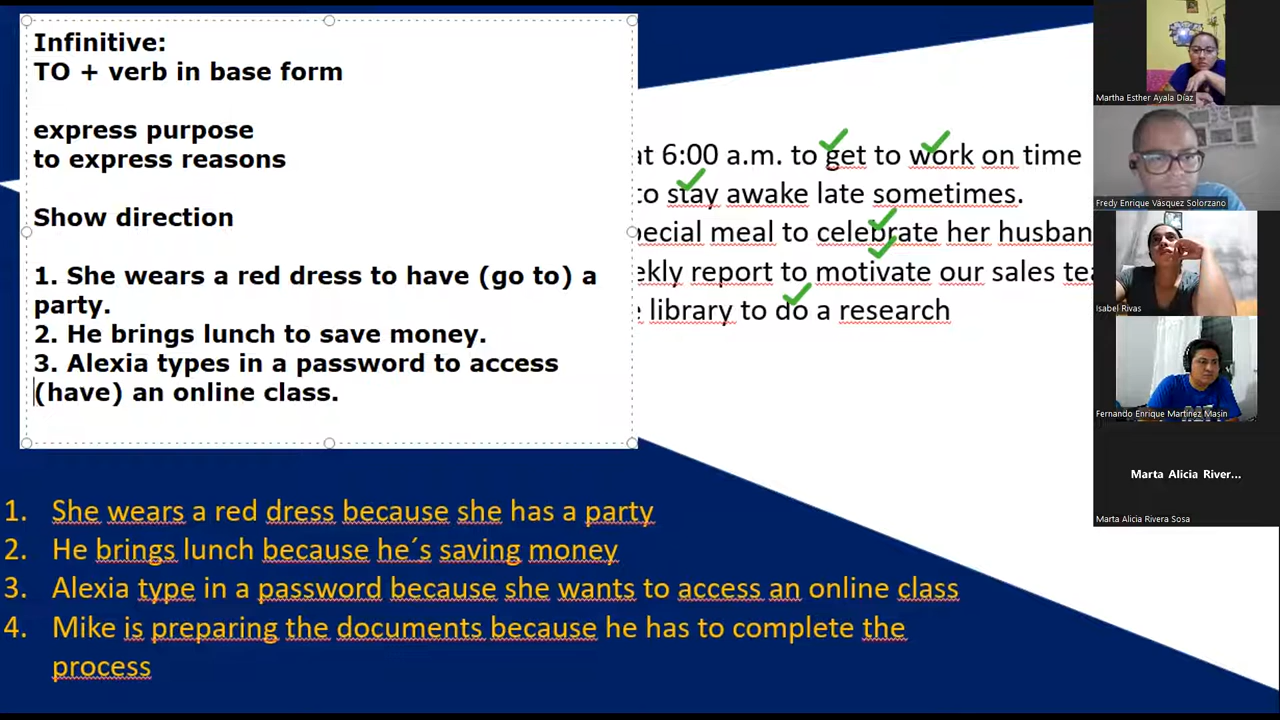 Infinitive:
TO + verb in base form
express purpose
to express reasons
Show direction
1. She wears a red dress to have (go to) a
party.
2. He brings lunch to save money.
3. Alexia types in a password to access
(have) an online class.
at 6:00 a.m. to get to work on time
to stay awake late sometimes.
pecial meal to celebrate her husban
ekly report to motivate our sales tea
e library to do a research
1. She wears a red dress because she has a party
2. He brings lunch because he´s saving money
3. Alexia type in a password because she wants to access an online class
4. Mike is preparing the documents because he has to complete the
process
Martha Esther Ayala Díaz
Fredy Enrique Vásquez Solorzano
Isabel Rivas
Fernando Enrique Martínez Masin
Marta Alicia River...
Marta Alicia Rivera Sosa